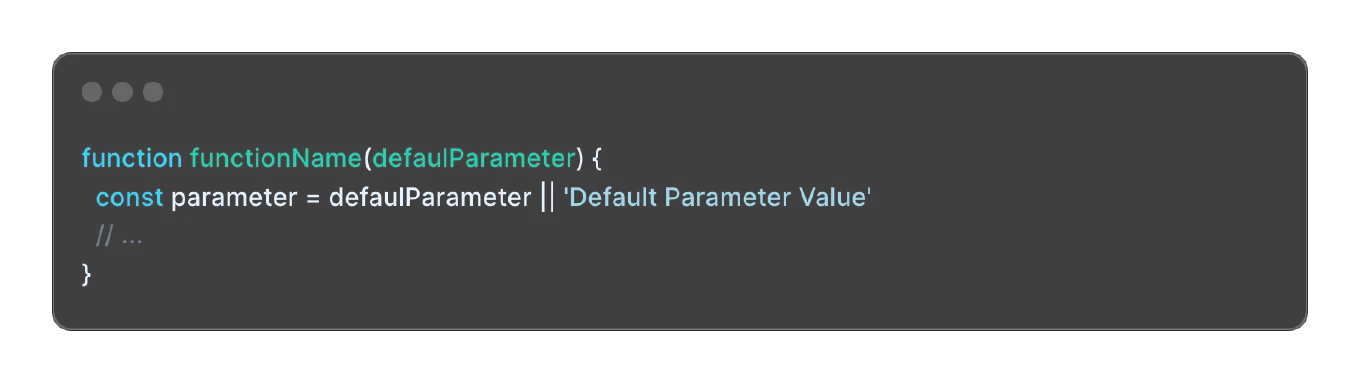 function functionName(defaulParameter) {
const parameter = defaulParameter || 'Default Parameter Value'
// ...
}